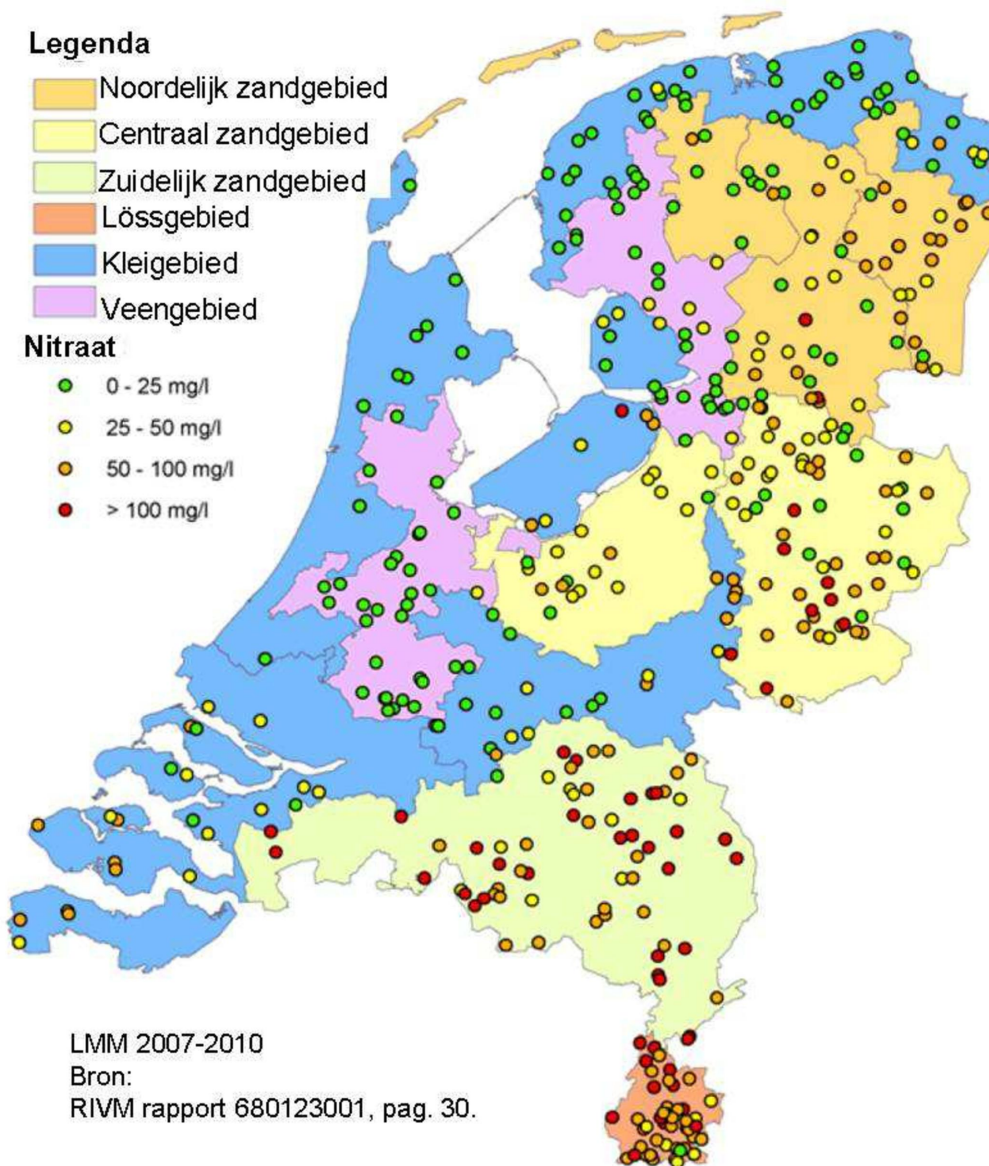 Legenda
Noordelijk zandgebied
Centraal zandgebied
Zuidelijk zandgebied
Lössgebied
Kleigebied
Veengebied
Nitraat
0 - 25 mg/l
25 - 50 mg/l
50 - 100 mg/l
> 100 mg/l
LMM 2007-2010
Bron:
RIVM rapport 680123001, pag. 30.